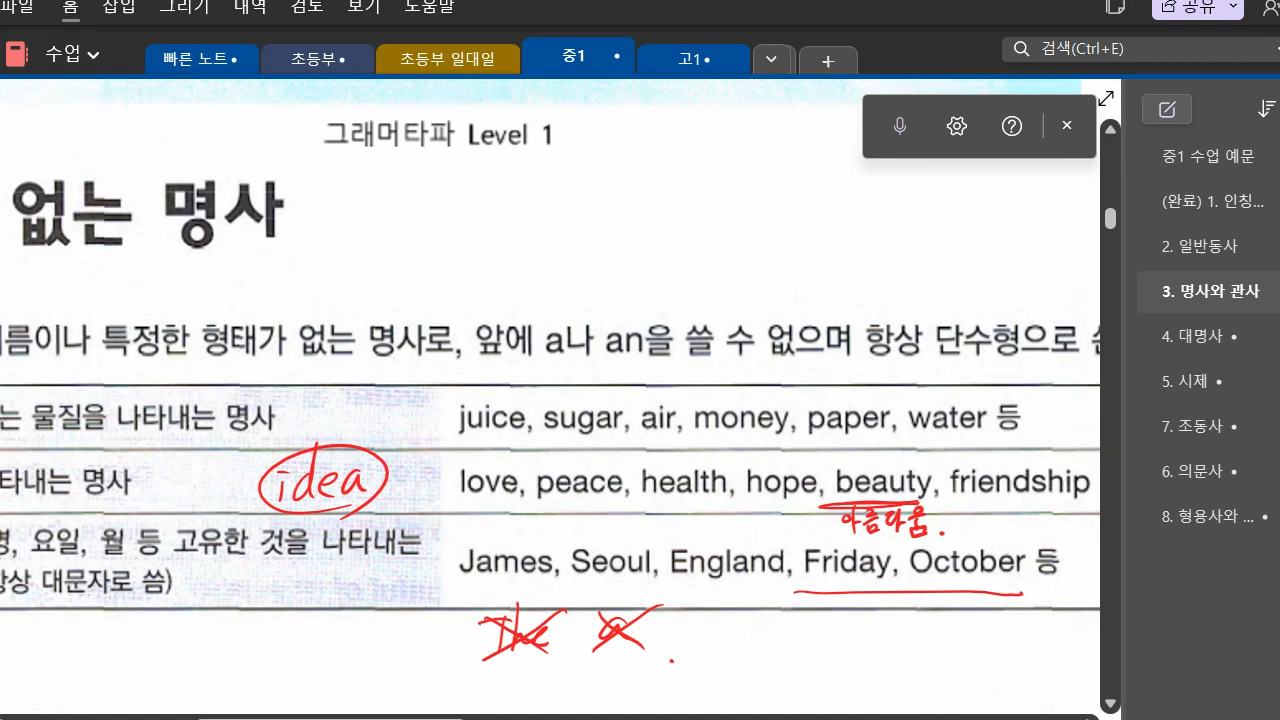 파일 홈 삽입 그리기 내역 검토 보기 도움말 공유
수업 빠른 노트 초등부 초등부 일대일 중1 고1 + 검색(Ctrl+E)
그래머타파 Level 1
없는 명사
이름이나 특정한 형태가 없는 명사로, 앞에 a나 an을 쓸 수 없으며 항상 단수형으로
는 물질을 나타내는 명사 juice, sugar, air, money, paper, water 등
타내는 명사 idea love, peace, health, hope, beauty, friendship
아름다움.
명, 요일, 월 등 고유한 것을 나타내는
항상 대문자로 씀) James, Seoul, England, Friday, October 등
The a
중1 수업 예문
(완료) 1. 인칭...
2. 일반동사
3. 명사와 관사
4. 대명사
5. 시제
7. 조동사
6. 의문사
8. 형용사와 ...